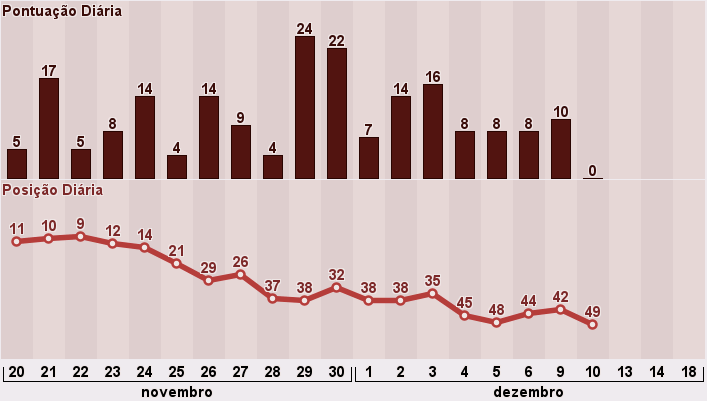 Pontuação Diária
5 17 5 8 14 4 14 9 4 24 22 7 14 16 8 8 8 10 0
Posição Diária
11 10 9 12 14 21 29 26 37 38 32 38 38 35 45 48 44 42 49
20 21 22 23 24 25 26 27 28 29 30 1 2 3 4 5 6 9 10 13 14 18
novembro dezembro